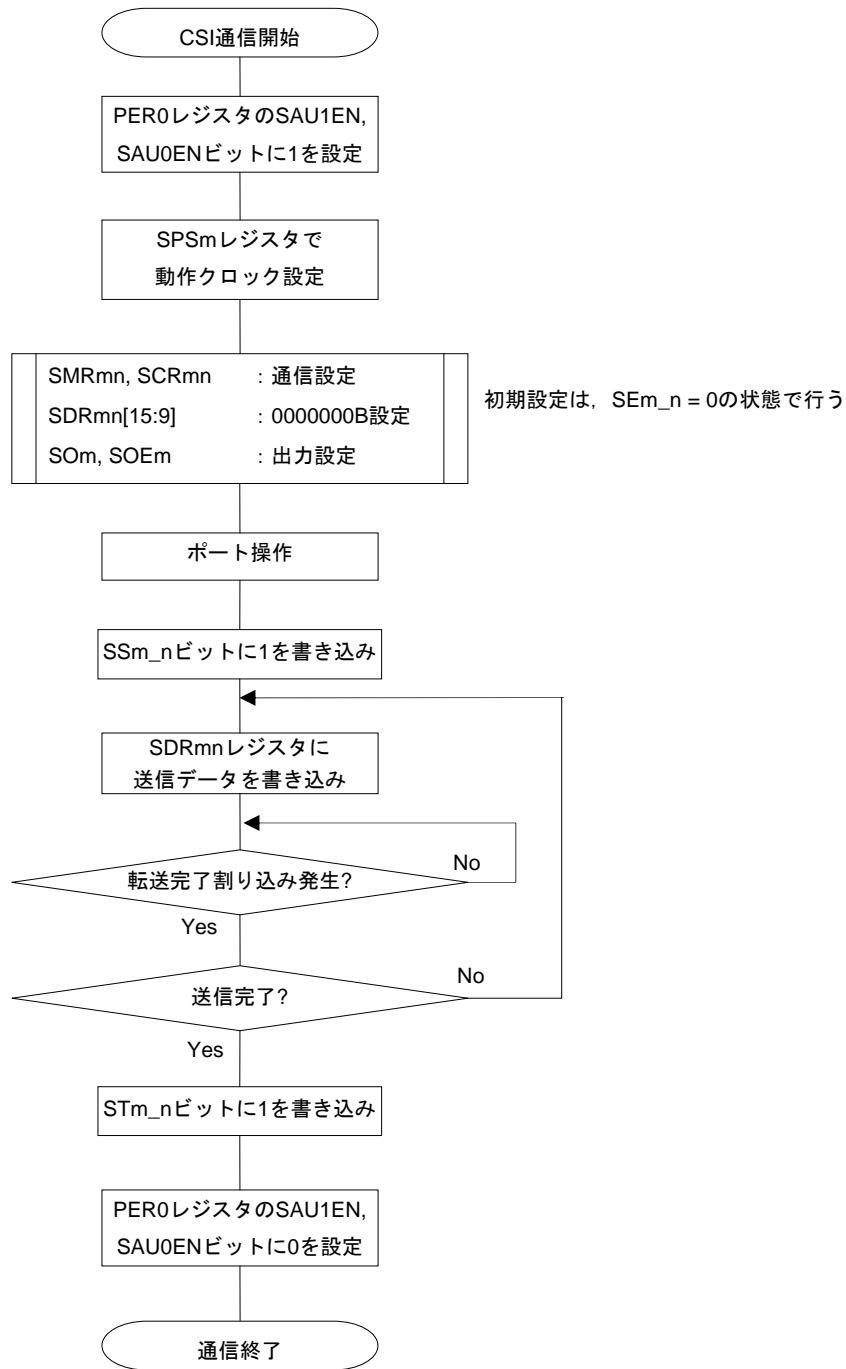 CSI通信開始
PER0レジスタのSAU1EN,
SAU0ENビットに1を設定
SPSmレジスタで
動作クロック設定
SMRmn, SCRmn : 通信設定
SDRmn[15:9] : 0000000B設定
SOm, SOEm : 出力設定
初期設定は，SEm_n = 0の状態で行う
ポート操作
SSm_nビットに1を書き込み
SDRmnレジスタに
送信データを書き込み
転送完了割り込み発生?
No
Yes
送信完了?
No
Yes
STm_nビットに1を書き込み
PER0レジスタのSAU1EN,
SAU0ENビットに0を設定
通信終了